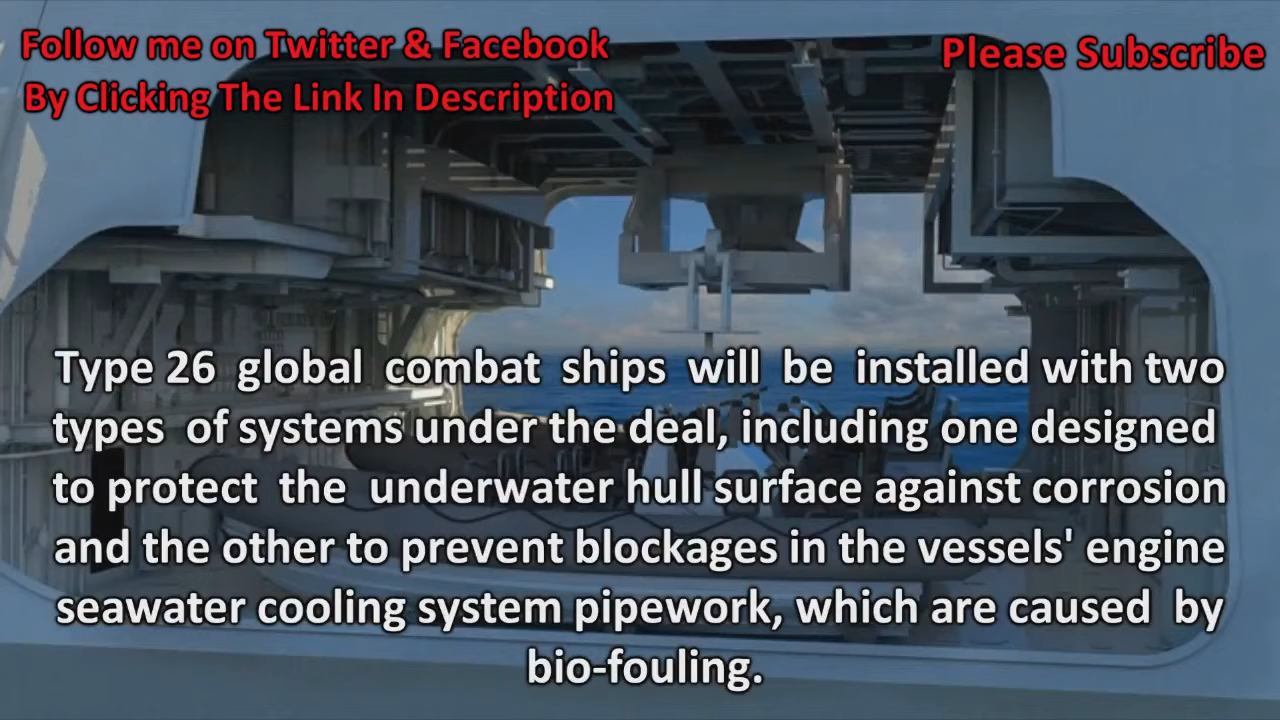 Follow me on Twitter & Facebook
By Clicking The Link In Description
Please Subscribe
Type 26 global combat ships will be installed with two
types of systems under the deal, including one designed
to protect the underwater hull surface against corrosion
and the other to prevent blockages in the vessels' engine
seawater cooling system pipework, which are caused by
bio-fouling.